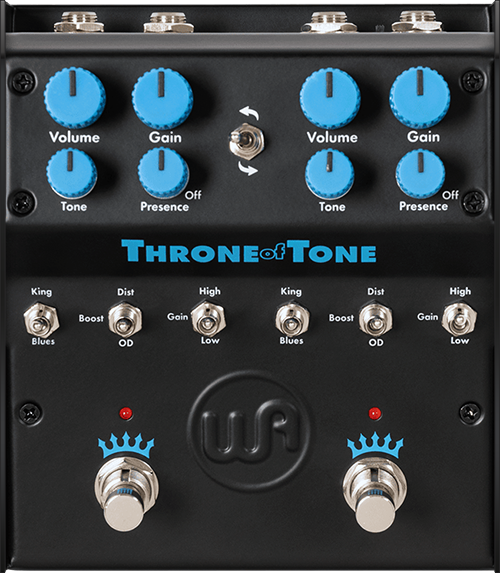 Volume Gain Volume Gain
Off Off
Tone Presence Tone Presence
THRONE of TONE
King Dist High King Dist High
Boost Gain Boost Gain
Blues OD Low Blues OD Low
WA